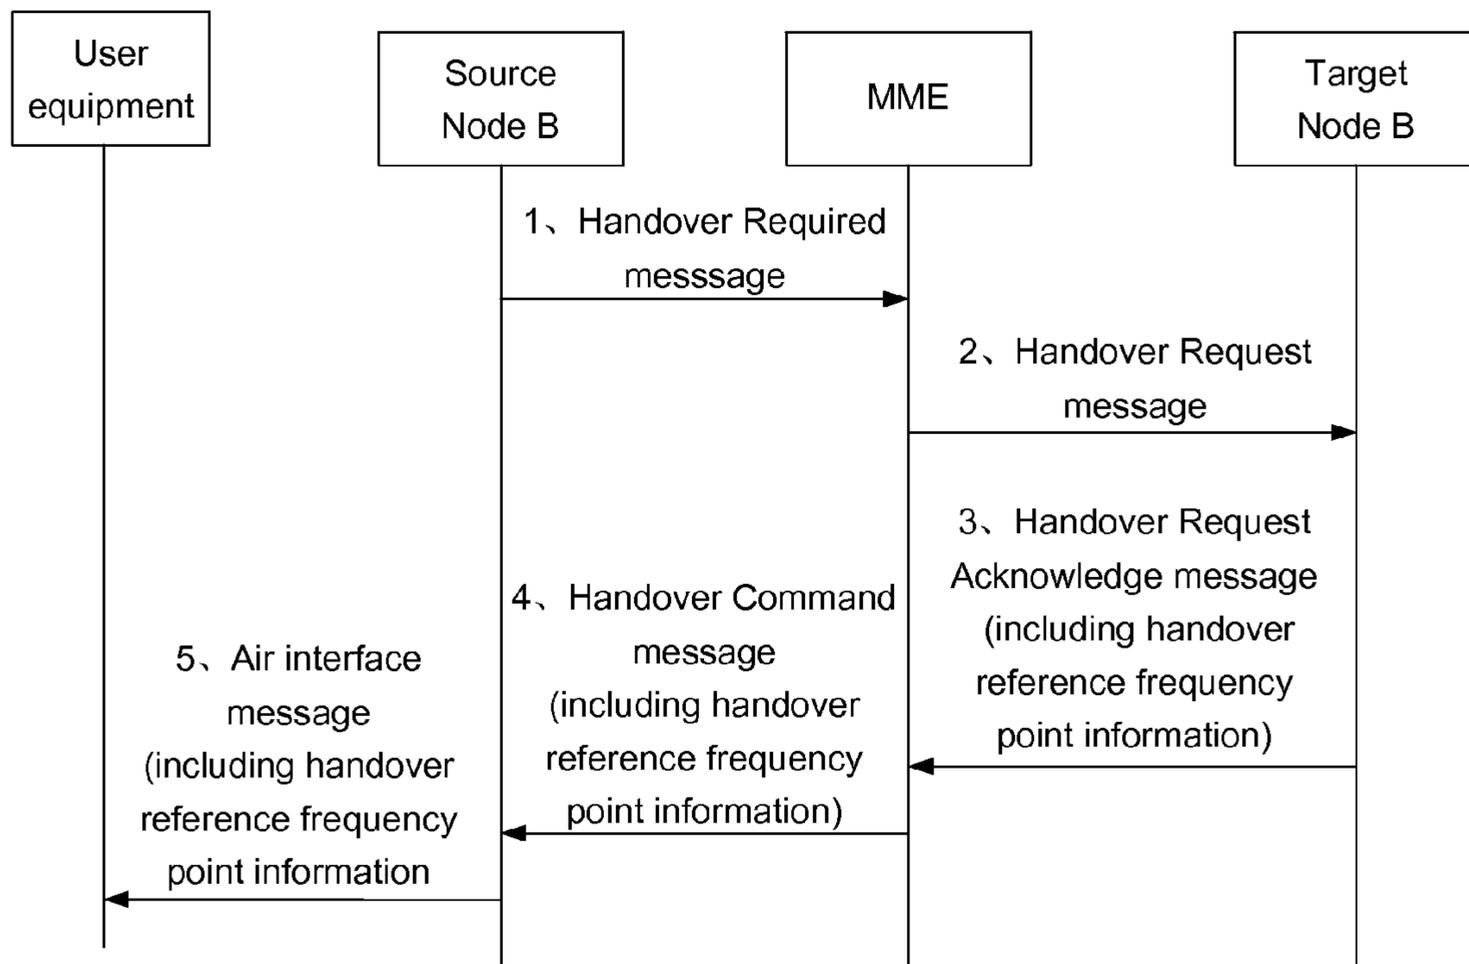 User
equipment
Source
Node B
MME
Target
Node B
1、Handover Required
messsage
2、Handover Request
message
3、Handover Request
Acknowledge message
(including handover
reference frequency
point information)
4、Handover Command
message
(including handover
reference frequency
point information)
5、Air interface
message
(including handover
reference frequency
point information